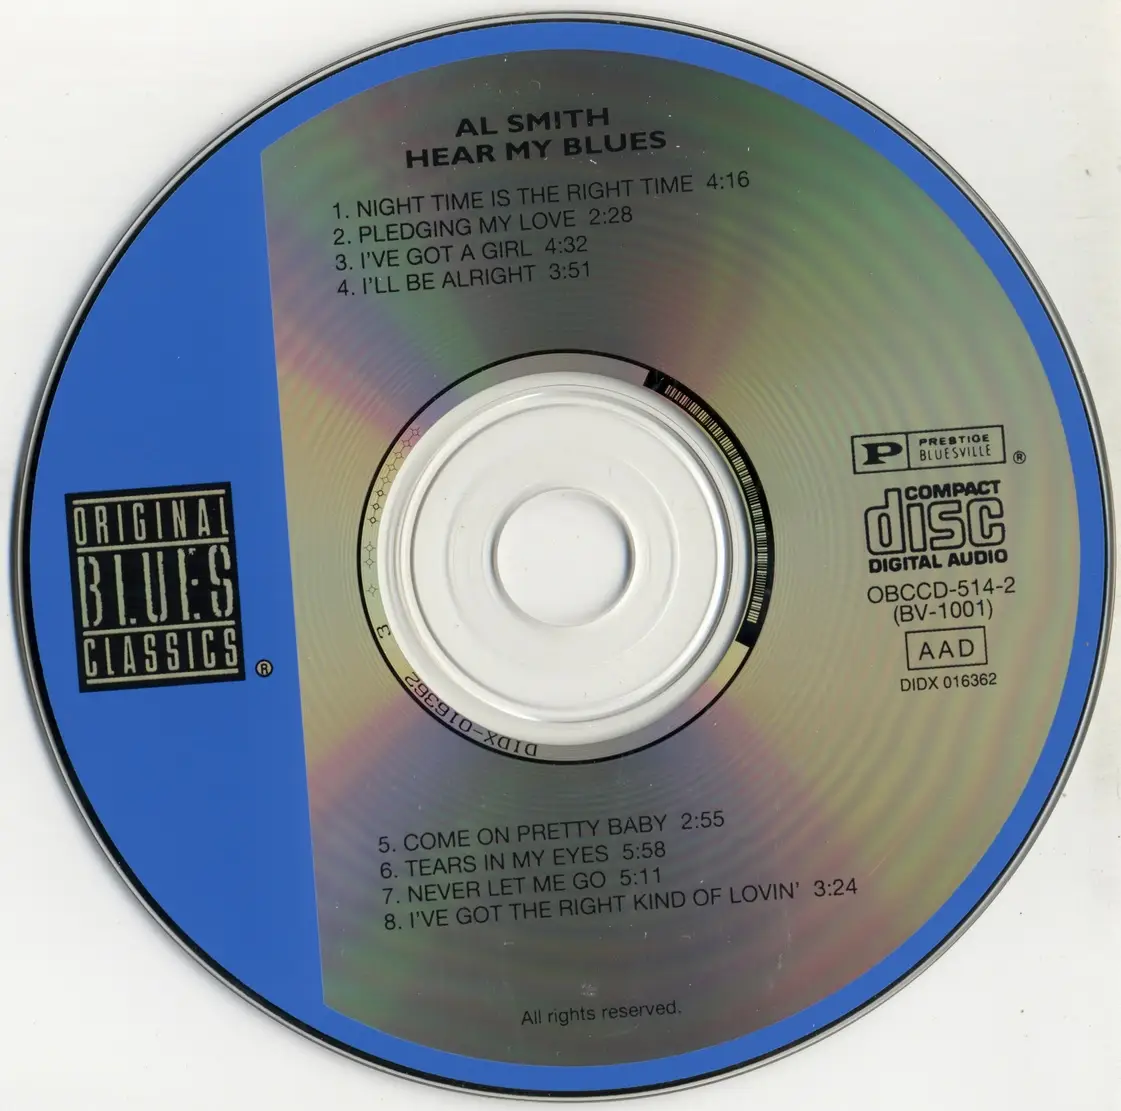 AL SMITH
HEAR MY BLUES
1. NIGHT TIME IS THE RIGHT TIME 4:16
2. PLEDGING MY LOVE 2:28
3. I'VE GOT A GIRL 4:32
4. I'LL BE ALRIGHT 3:51
P PRESTIGE
BLUESVILLE ®
COMPACT
disc
DIGITAL AUDIO
OBCCD-514-2
(BV-1001)
AAD
DIDX 016362
ORIGINAL
BLUES
CLASSICS ®
DIDX-016362 3
5. COME ON PRETTY BABY 2:55
6. TEARS IN MY EYES 5:58
7. NEVER LET ME GO 5:11
8. I'VE GOT THE RIGHT KIND OF LOVIN' 3:24
All rights reserved.